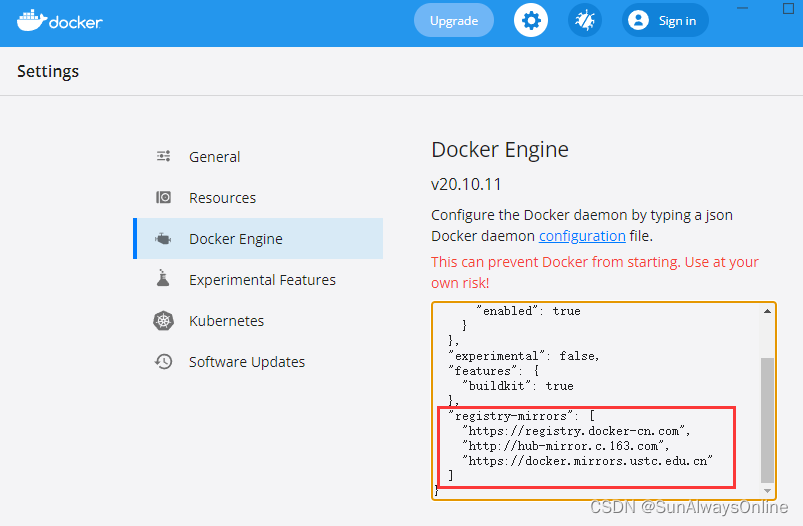 docker
Upgrade
Sign in
Settings
General
Resources
Docker Engine
Experimental Features
Kubernetes
Software Updates
Docker Engine
v20.10.11
Configure the Docker daemon by typing a json
Docker daemon configuration file.
This can prevent Docker from starting. Use at your
own risk!
"enabled": true
}
},
"experimental": false,
"features": {
"buildkit": true
},
"registry-mirrors": [
"https://registry.docker-cn.com",
"http://hub-mirror.c.163.com",
"https://docker.mirrors.ustc.edu.cn"
]
}
CSDN @SunAlwaysOnline